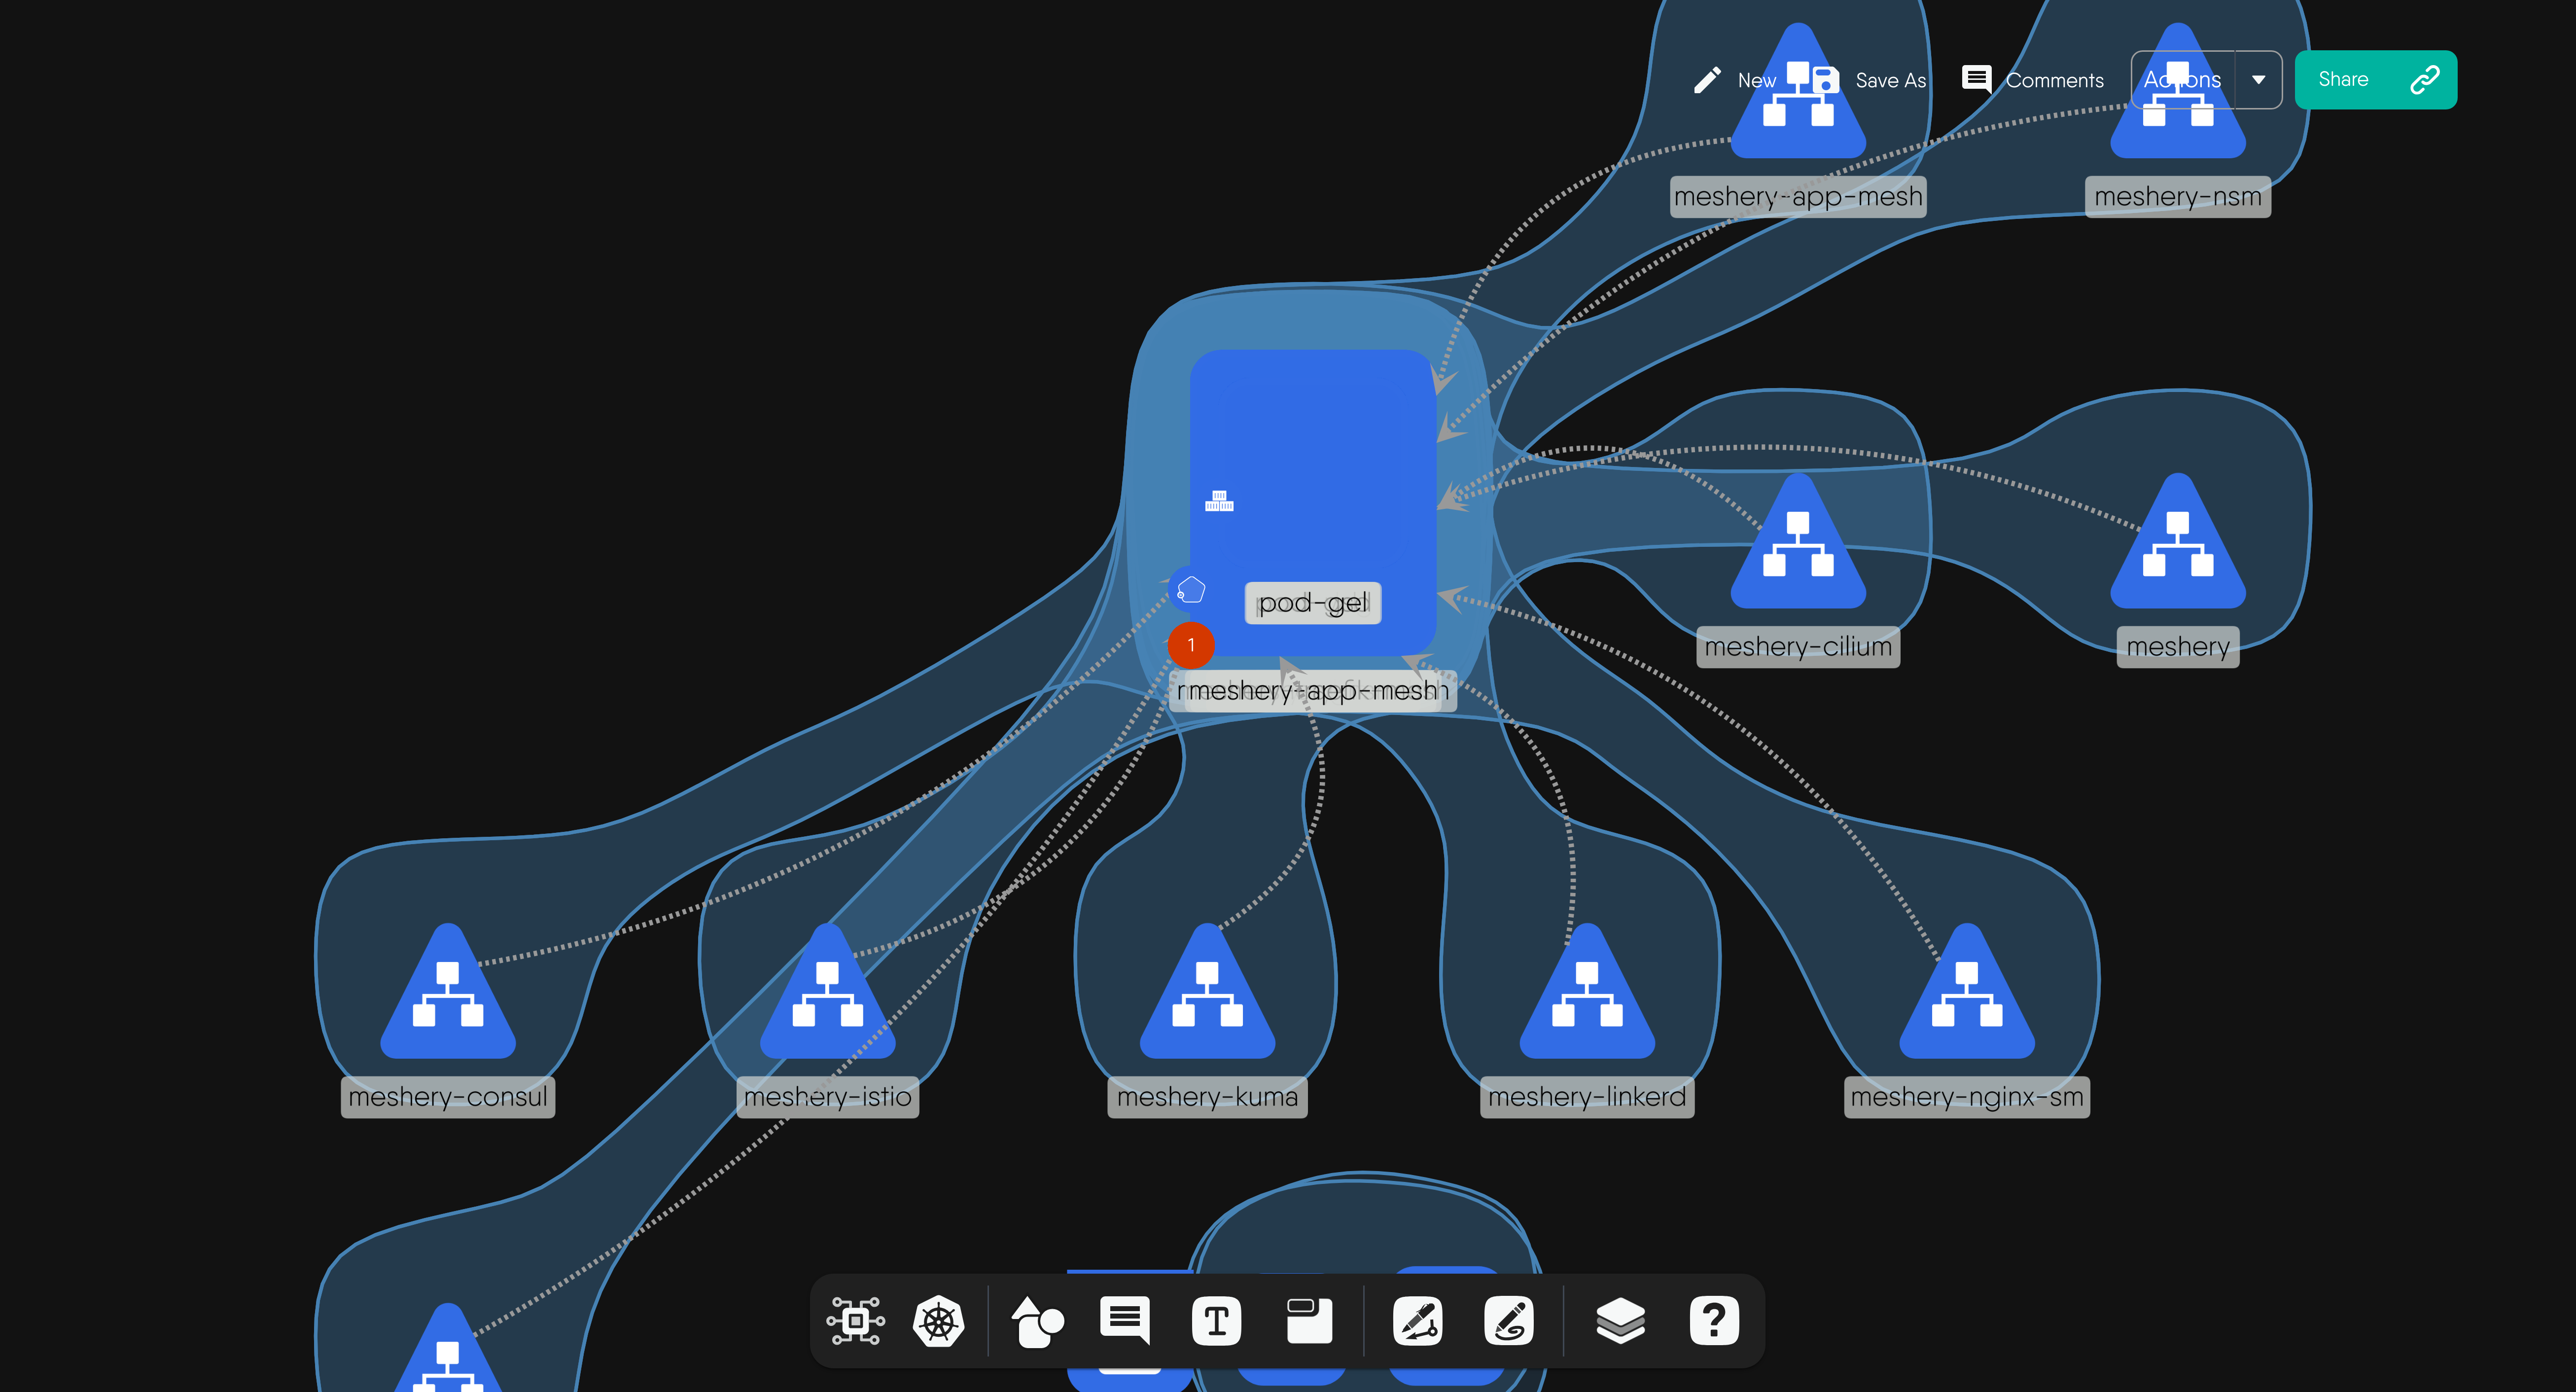 New
Save As
Comments
Actions
Share
meshery-app-mesh
meshery-nsm
pod-gel
1
meshery-app-mesh
meshery-cilium
meshery
meshery-consul
meshery-istio
meshery-kuma
meshery-linkerd
meshery-nginx-sm
T
?